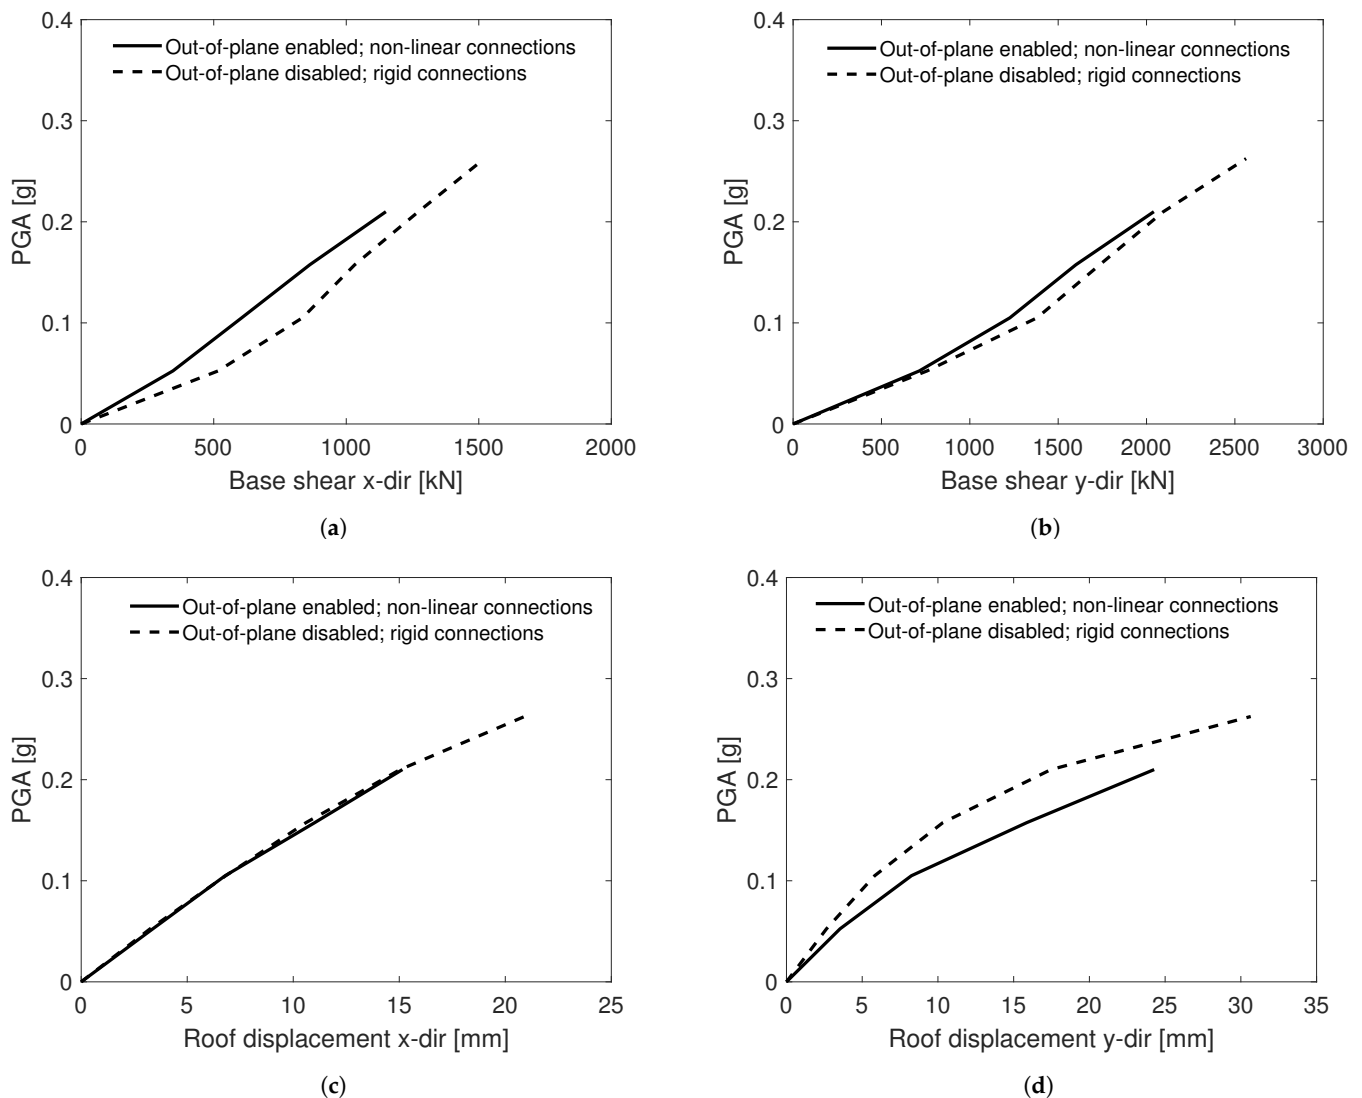 0.4
0.3
0.2
0.1
0
PGA [g]
Out-of-plane enabled; non-linear connections
Out-of-plane disabled; rigid connections
0 500 1000 1500 2000
Base shear x-dir [kN]
(a)
0.4
0.3
0.2
0.1
0
PGA [g]
Out-of-plane enabled; non-linear connections
Out-of-plane disabled; rigid connections
0 500 1000 1500 2000 2500 3000
Base shear y-dir [kN]
(b)
0.4
0.3
0.2
0.1
0
PGA [g]
Out-of-plane enabled; non-linear connections
Out-of-plane disabled; rigid connections
0 5 10 15 20 25
Roof displacement x-dir [mm]
(c)
0.4
0.3
0.2
0.1
0
PGA [g]
Out-of-plane enabled; non-linear connections
Out-of-plane disabled; rigid connections
0 5 10 15 20 25 30 35
Roof displacement y-dir [mm]
(d)